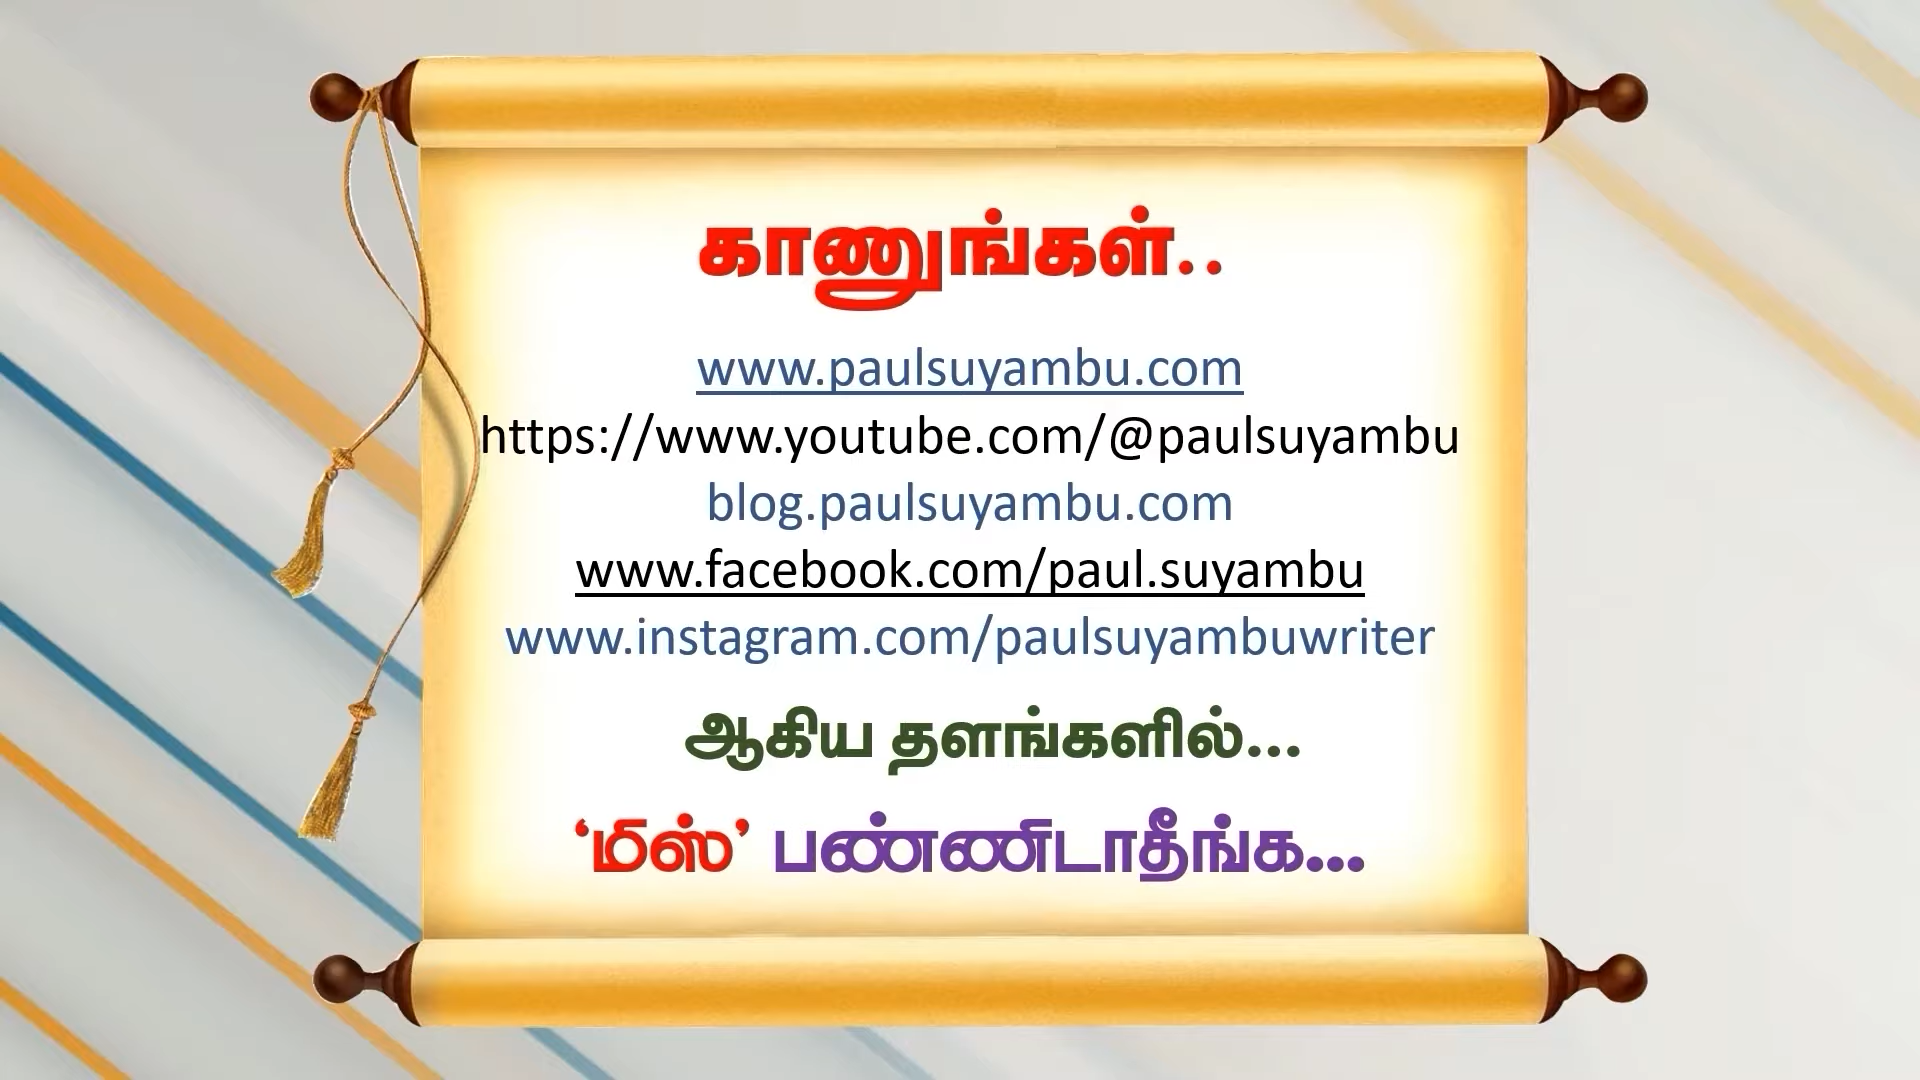 காணுங்கள்..
www.paulsuyambu.com
https://www.youtube.com/@paulsuyambu
blog.paulsuyambu.com
www.facebook.com/paul.suyambu
www.instagram.com/paulsuyambuwriter
ஆகிய தளங்களில்...
‘மிஸ்’ பண்ணிடாதீங்க...